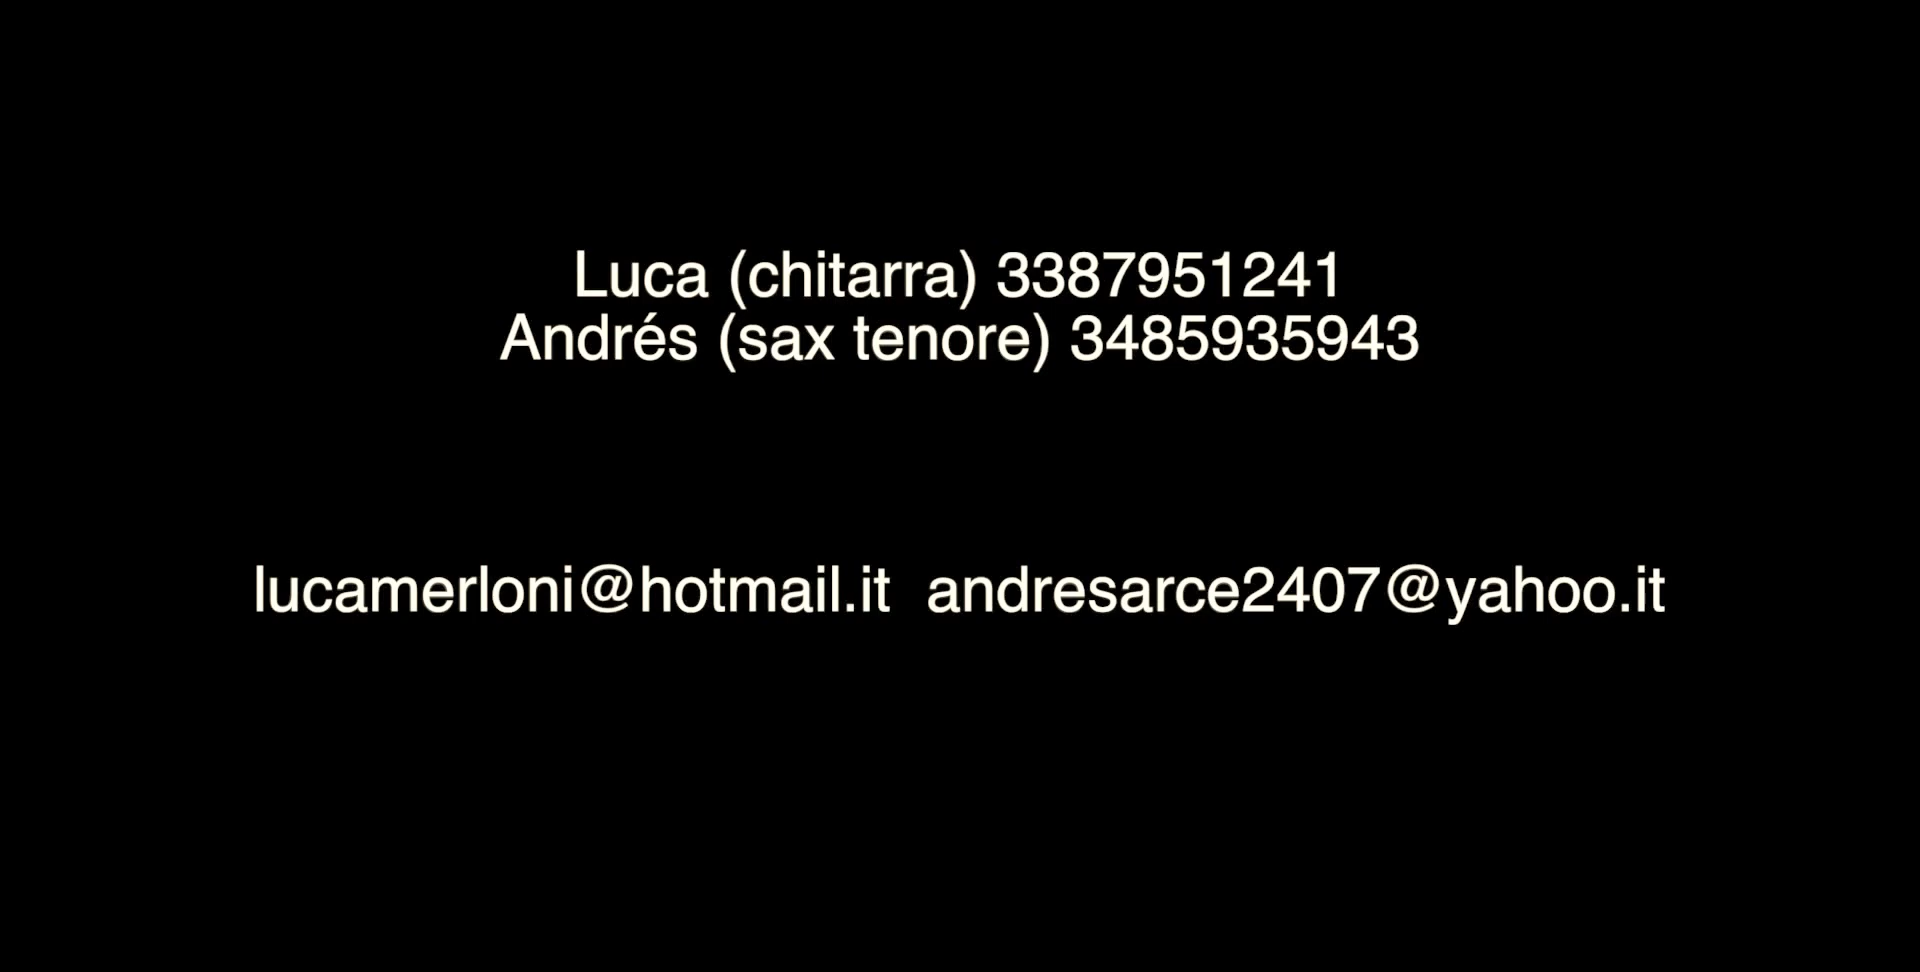 Luca (chitarra) 3387951241
Andrés (sax tenore) 3485935943
lucamerloni@hotmail.it  andresarce2407@yahoo.it